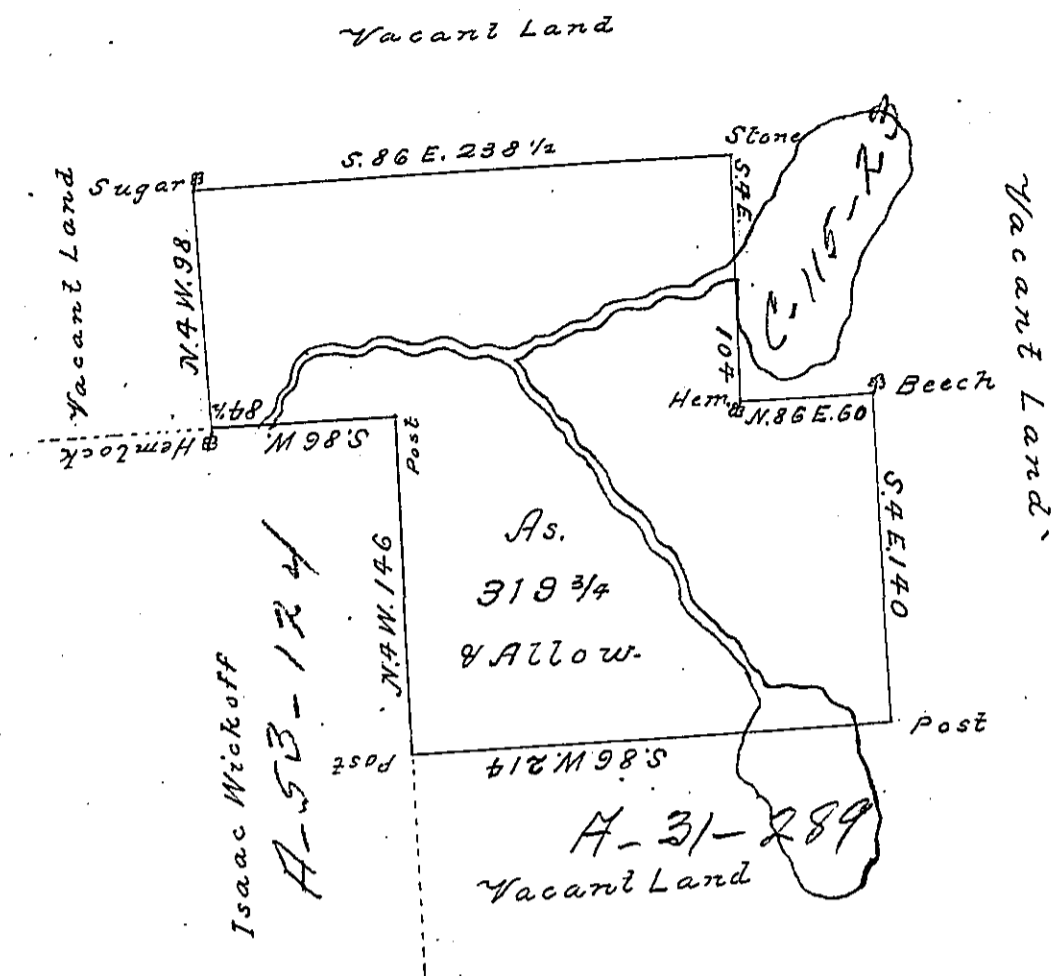 Vacant Land
Stone
S. 86 E. 238 1/2
Sugar
S. 4 E.
104
C-115-23
Vacant Land
Vacant Land
N. 4 W. 98
Beech
Hem.
N. 86 E. 60
84 1/2
S. 86 W.
Hemlock
Post
S. 4 E. 140
As.
319 3/4
& Allow-
N. 4 W. 146
Isaac Wickoff
A-53-124
Post
Post
S. 86 W. 214
A-31-289
Vacant Land